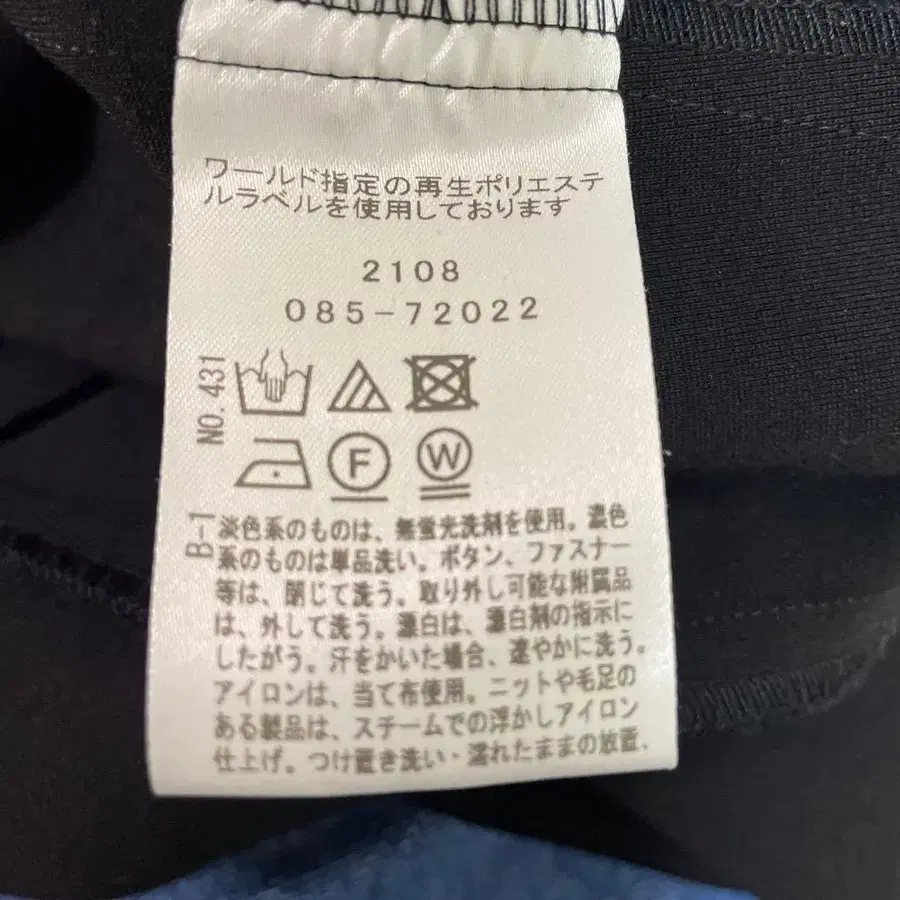 ワールド指定の再生ポリエステ
ルラベルを使用しております
2108
085-72022
NO.431
F
W
B-1
淡色系のものは、無蛍光洗剤を使用。濃色
系のものは単品洗い。ボタン、ファスナー
等は、閉じて洗う。取り外し可能な附属品
は、外して洗う。漂白は、漂白剤の指示に
したがう。汗をかいた場合、速やかに洗う。
アイロンは、当て布使用。ニットや毛足の
ある製品は、スチームでの浮かしアイロン
仕上げ。つけ置き洗い・濡れたままの放置、